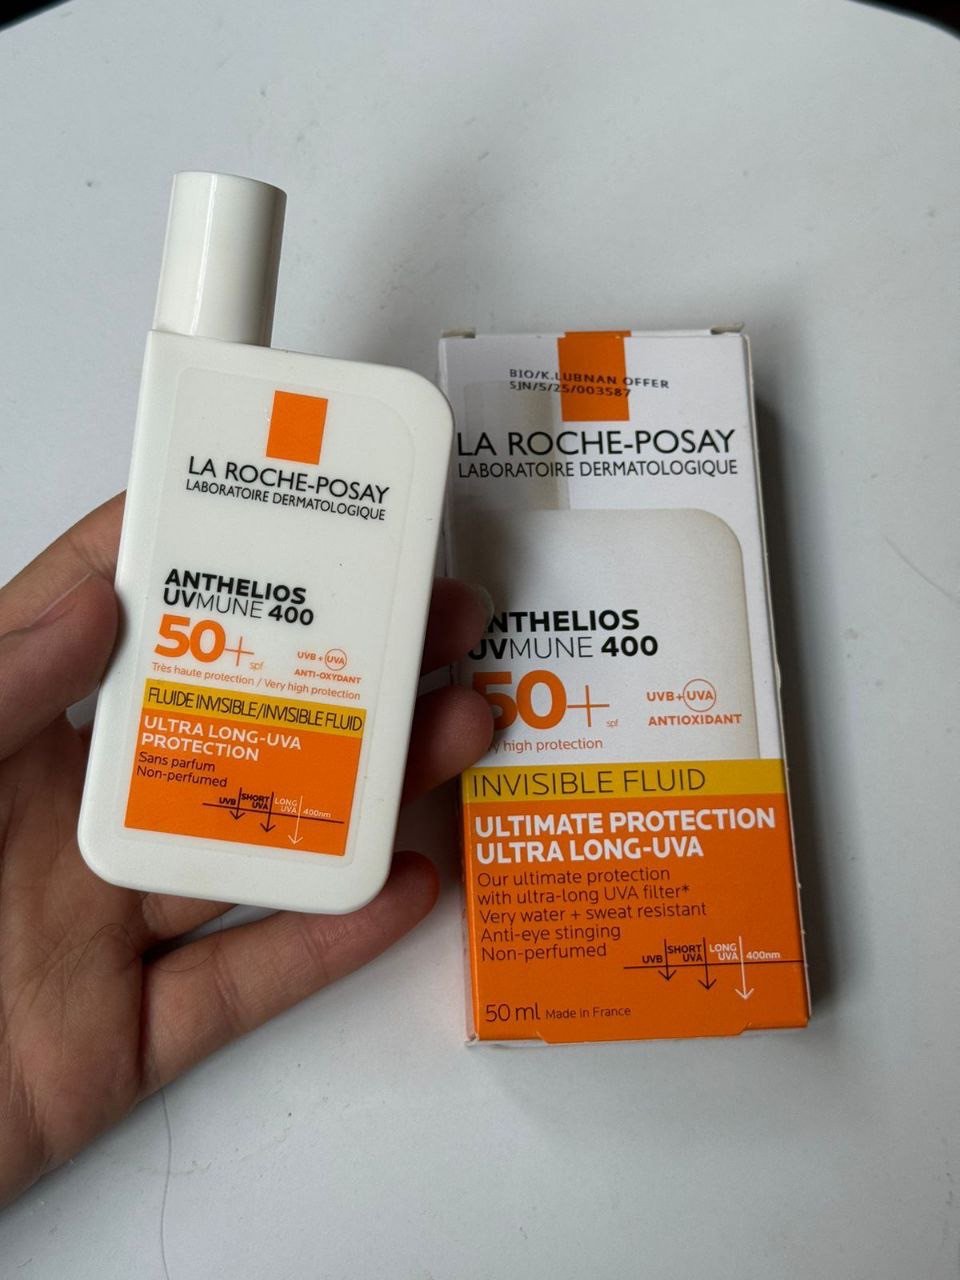 LA ROCHE-POSAY
LABORATOIRE DERMATOLOGIQUE
ANTHELIOS
UVMUNE 400
50+ spf
UVB + UVA
ANTI-OXYDANT
Très haute protection / Very high protection
FLUIDE INVISIBLE/INVISIBLE FLUID
ULTRA LONG-UVA
PROTECTION
Sans parfum
Non-perfumed
UVB SHORT UVA LONG UVA 400nm
BIO/K.LUBNAN OFFER
SJN/5/25/003587
LA ROCHE-POSAY
LABORATOIRE DERMATOLOGIQUE
NTHELIOS
UVMUNE 400
50+ spf
UVB+UVA
ANTIOXIDANT
y high protection
INVISIBLE FLUID
ULTIMATE PROTECTION
ULTRA LONG-UVA
Our ultimate protection
with ultra-long UVA filter*
Very water + sweat resistant
Anti-eye stinging
Non-perfumed
UVB SHORT UVA LONG UVA 400nm
50 ml Made in France